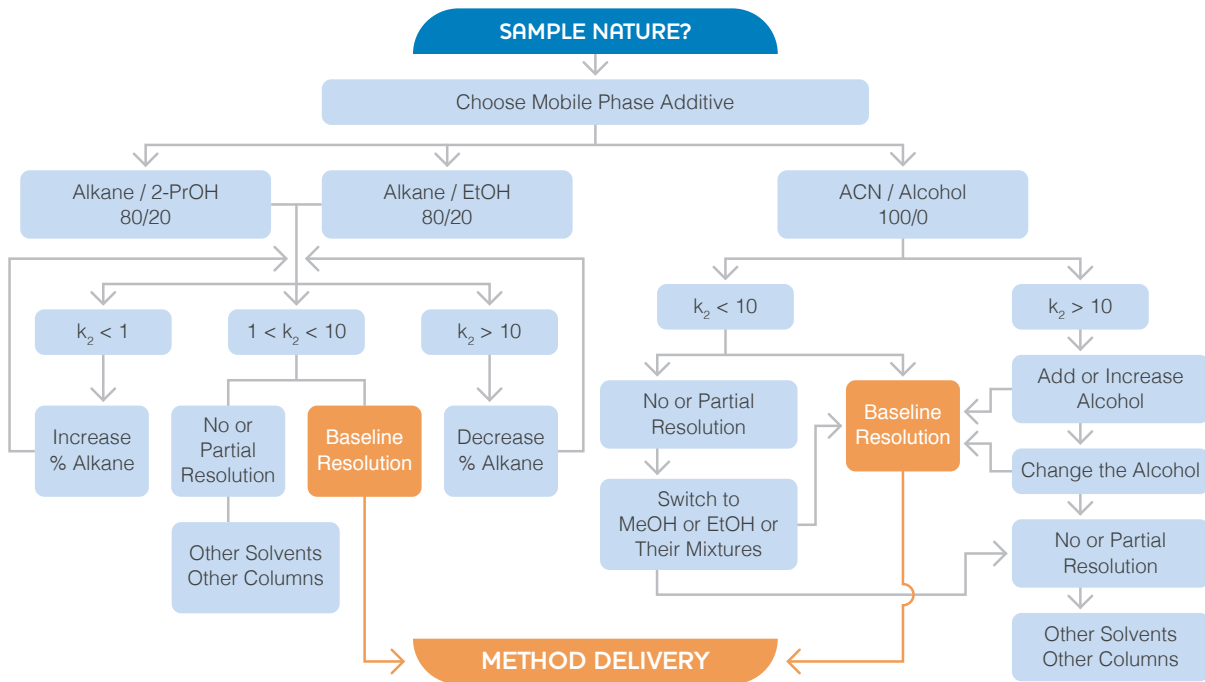 SAMPLE NATURE?
Choose Mobile Phase Additive
Alkane / 2-PrOH
80/20
Alkane / EtOH
80/20
ACN / Alcohol
100/0
k₂ < 1
1 < k₂ < 10
k₂ > 10
k₂ < 10
k₂ > 10
Increase
% Alkane
No or
Partial
Resolution
Baseline
Resolution
Decrease
% Alkane
Other Solvents
Other Columns
No or Partial
Resolution
Baseline
Resolution
Add or Increase
Alcohol
Change the Alcohol
Switch to
MeOH or EtOH or
Their Mixtures
No or Partial
Resolution
Other Solvents
Other Columns
METHOD DELIVERY